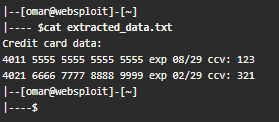 |--[omar@websploit]-[~]
|---- $cat extracted_data.txt
Credit card data:
4011 5555 5555 5555 5555 exp 08/29 ccv: 123
4021 6666 7777 8888 9999 exp 02/29 ccv: 321
|--[omar@websploit]-[~]
|----$